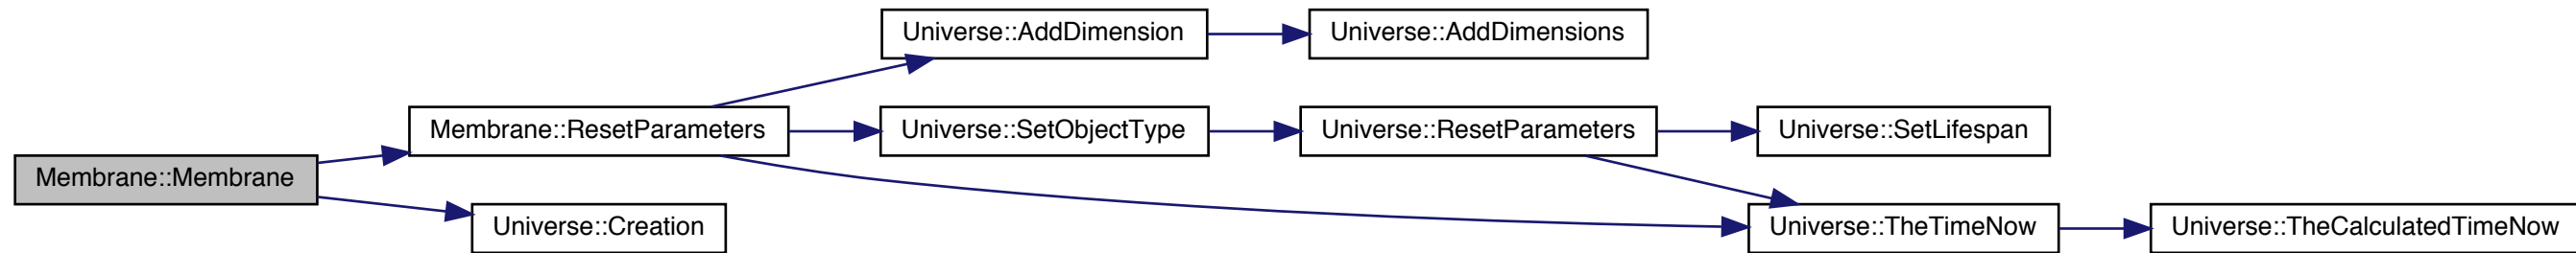 Universe::AddDimension
Universe::AddDimensions
Membrane::ResetParameters
Universe::SetObjectType
Universe::ResetParameters
Universe::SetLifespan
Membrane::Membrane
Universe::Creation
Universe::TheTimeNow
Universe::TheCalculatedTimeNow